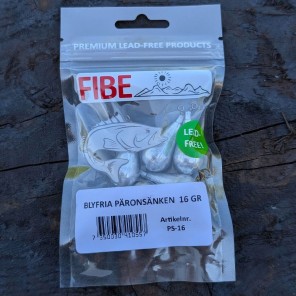 PREMIUM LEAD-FREE PRODUCTS
FIBE
LEAD-
FREE!
BLYFRIA PÄRONSÄNKEN 16 GR
Artikelnr.
PS-16